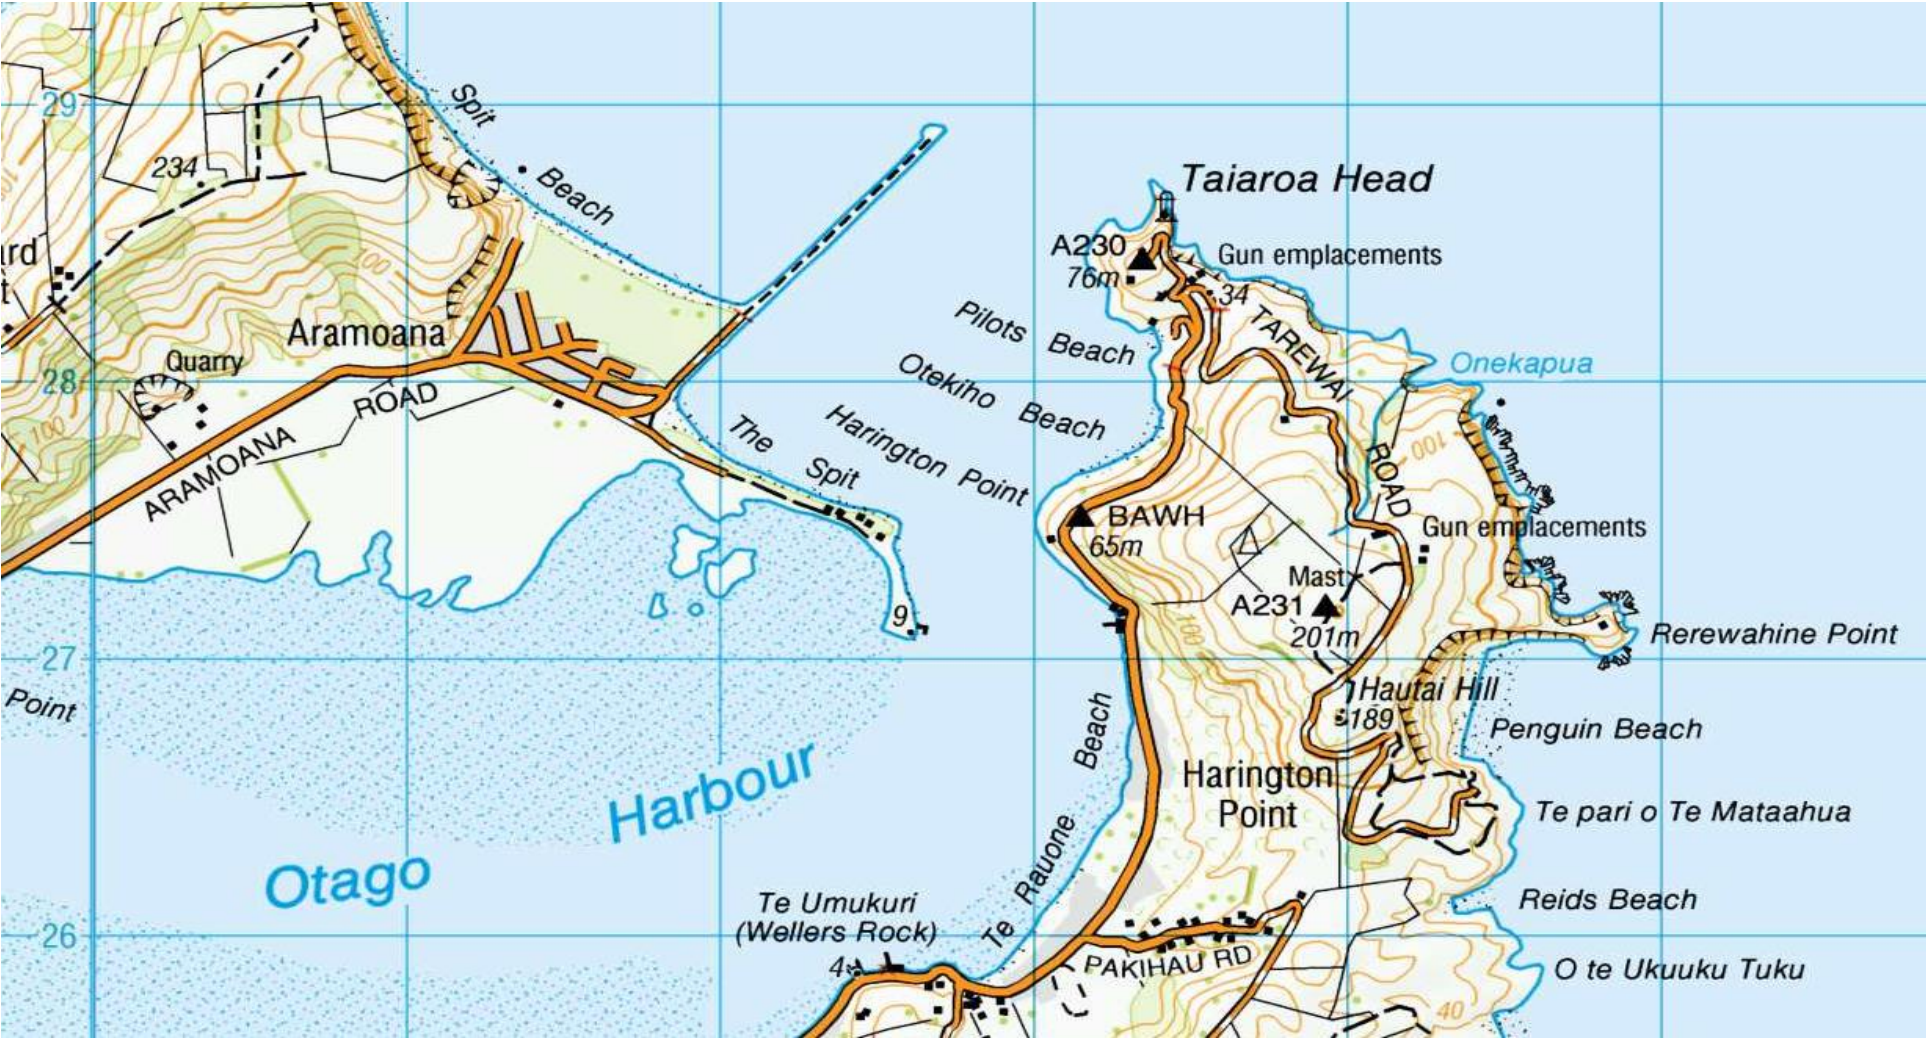 29
Spit
Beach
234
Taiaroa Head
A230
76m
Gun emplacements
34
100
Aramoana
Quarry
28
ROAD
ARAMOANA
100
Pilots Beach
Otekiho Beach
Harington Point
TAREWAI
ROAD
Onekapua
100
The Spit
BAWH
65m
Gun emplacements
Mast
A231
201m
9
100
27
Rerewahine Point
Point
Hautai Hill
189
Penguin Beach
Harington
Point
Te Rauone Beach
Te pari o Te Mataahua
Otago Harbour
Te Umukuri
(Wellers Rock)
4
26
Reids Beach
PAKIHAU RD
O te Ukuuku Tuku
40